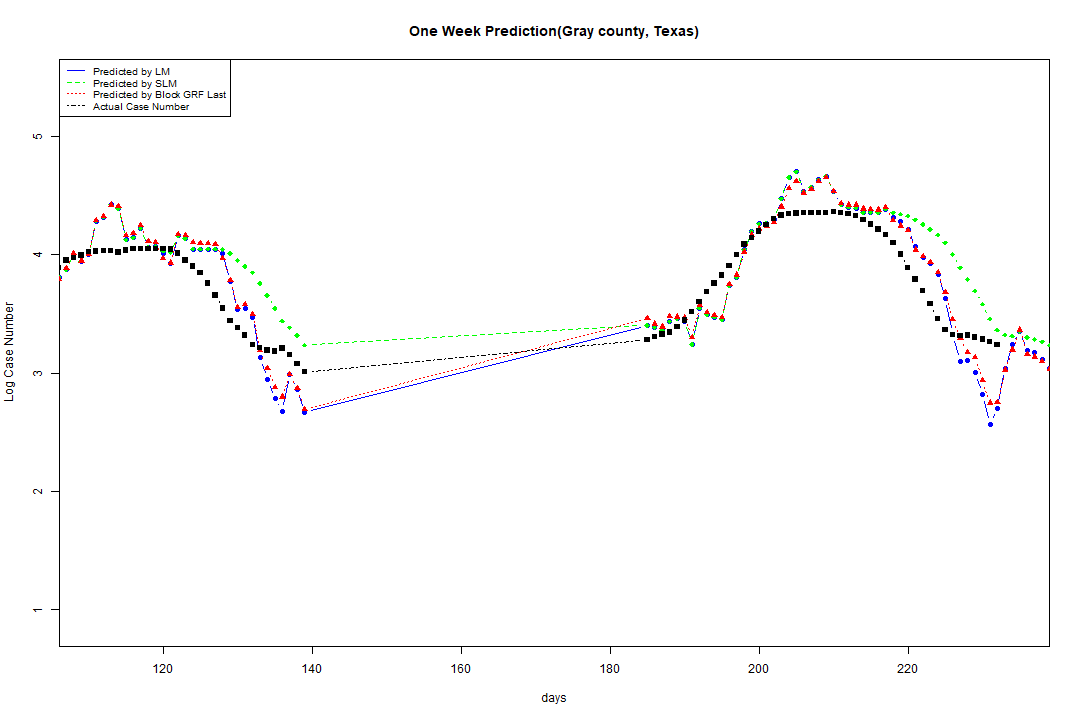 One Week Prediction(Gray county, Texas)
Predicted by LM
Predicted by SLM
Predicted by Block GRF Last
Actual Case Number
5
4
3
2
1
Log Case Number
120 140 160 180 200 220
days